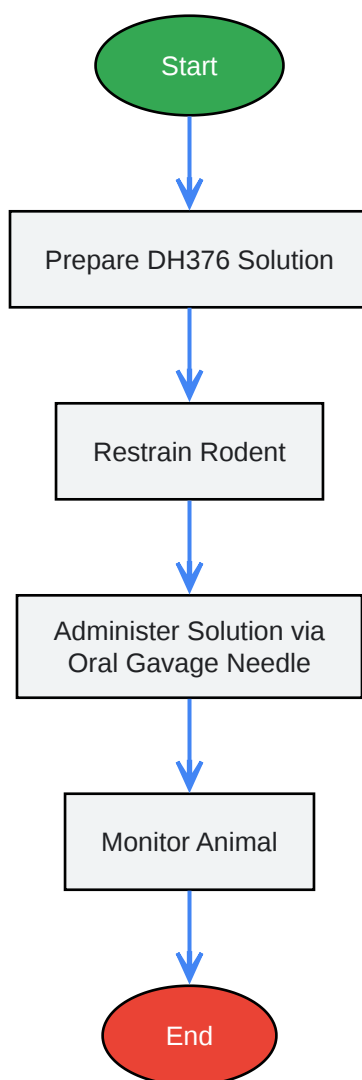 Start
Prepare DH376 Solution
Restrain Rodent
Administer Solution via
Oral Gavage Needle
Monitor Animal
End